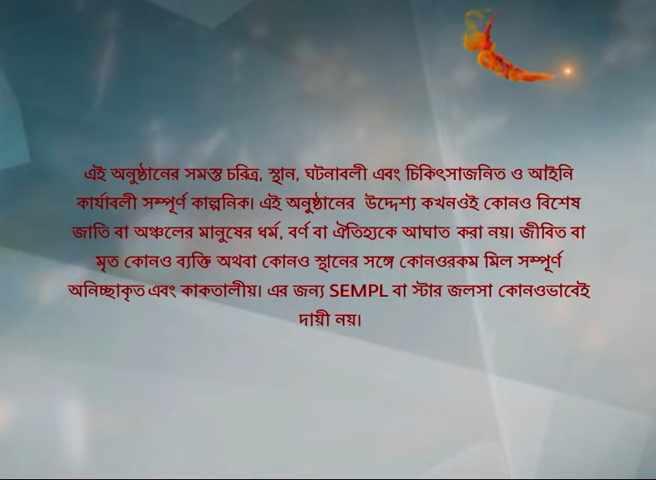 এই অনুষ্ঠানের সমস্ত চরিত্র, স্থান, ঘটনাবলী এবং চিকিৎসাজনিত ও আইনি
কার্যাবলী সম্পূর্ণ কাল্পনিক। এই অনুষ্ঠানের উদ্দেশ্য কখনওই কোনও বিশেষ
জাতি বা অঞ্চলের মানুষের ধর্ম, বর্ণ বা ঐতিহ্যকে আঘাত করা নয়। জীবিত বা
মৃত কোনও ব্যক্তি অথবা কোনও স্থানের সঙ্গে কোনওরকম মিল সম্পূর্ণ
অনিচ্ছাকৃত এবং কাকতালীয়। এর জন্য SEMPL বা স্টার জলসা কোনওভাবেই
দায়ী নয়।